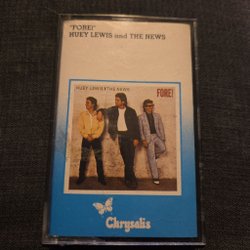 "FORE!"
HUEY LEWIS and THE NEWS
HUEY LEWIS & THE NEWS
FORE!
Chrysalis